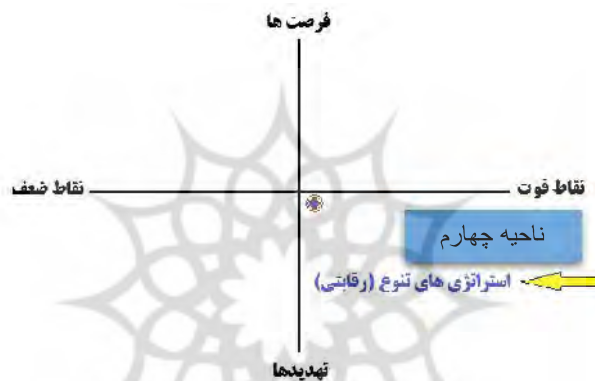 فرصت ها
نقاط قوت
نقاط ضعف
ناحیه چهارم
استراتژی های تنوع (رقابتی)
تهدیدها